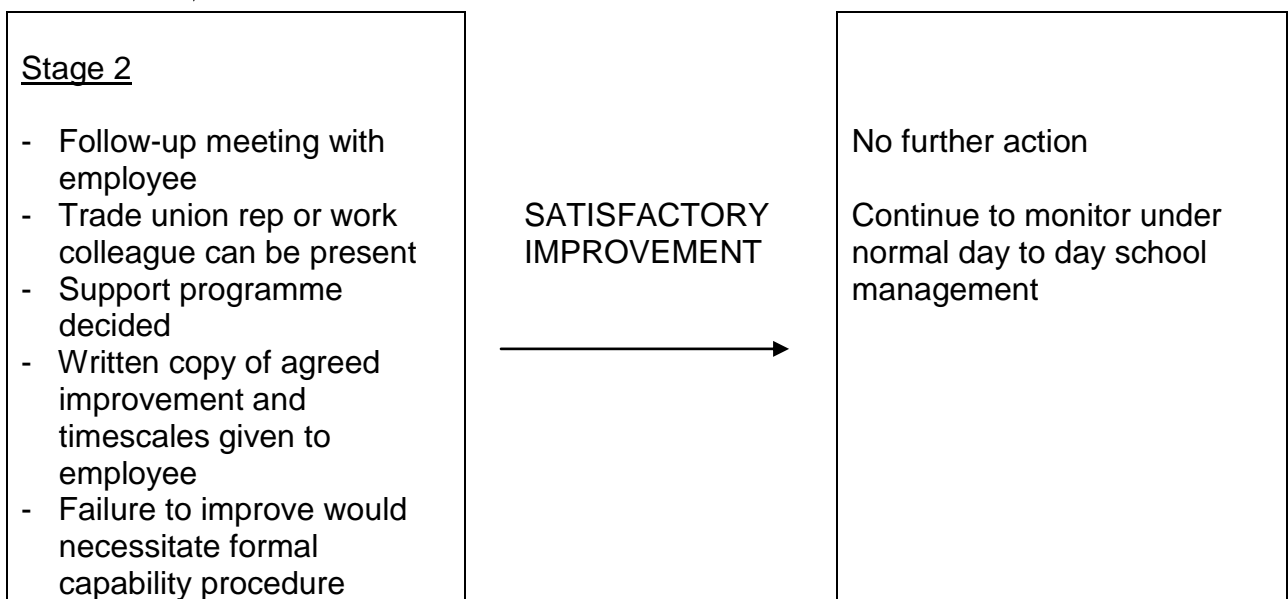 Stage 2
- Follow-up meeting with
employee
- Trade union rep or work
colleague can be present
- Support programme
decided
- Written copy of agreed
improvement and
timescales given to
employee
- Failure to improve would
necessitate formal
capability procedure
SATISFACTORY
IMPROVEMENT
No further action
Continue to monitor under
normal day to day school
management